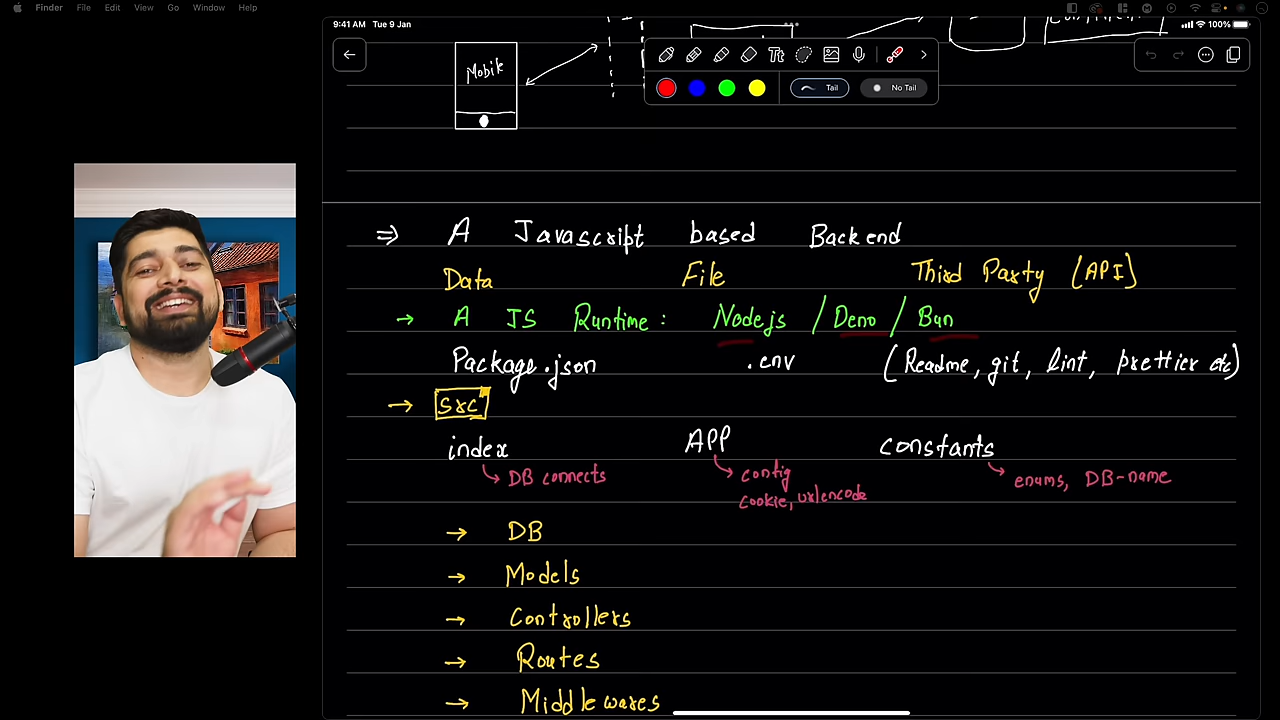 Finder File Edit View Go Window Help
9:41 AM Tue 9 Jan
100%
Mobile
Tt
Tail No Tail
⇒ A Javascript based Backend
Data File Third Party (API)
→ A JS Runtime: Nodejs / Deno / Bun
Package.json .env (Readme, git, lint, prettier etc)
→ src
index APP constants
↳ DB connects ↳ config ↳ enums, DB-name
cookie, urlencode
→ DB
→ Models
→ Controllers
→ Routes
→ Middlewares